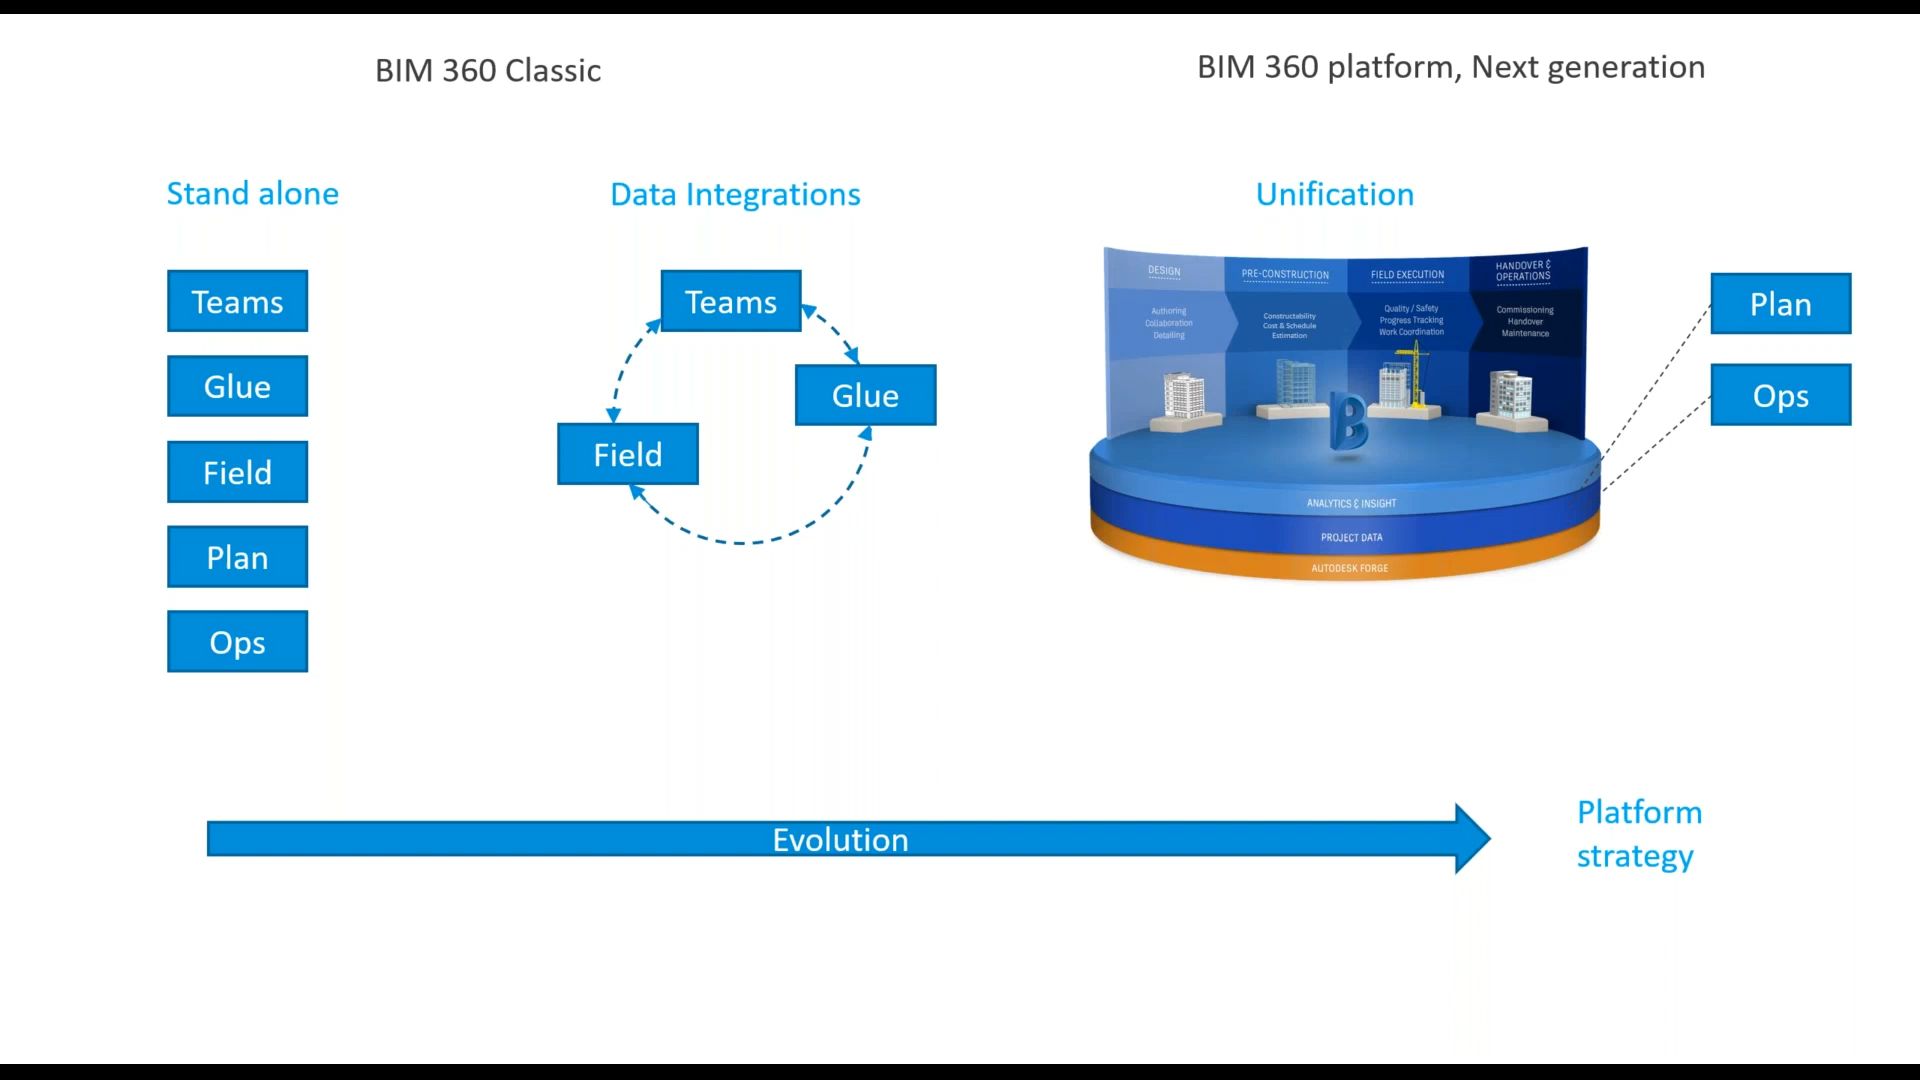 BIM 360 Classic
BIM 360 platform, Next generation
Stand alone
Teams
Glue
Field
Plan
Ops
Data Integrations
Teams
Glue
Field
Unification
DESIGN
Authoring
Collaboration
Detailing
PRE-CONSTRUCTION
Constructability
Cost & Schedule
Estimation
FIELD EXECUTION
Quality / Safety
Progress Tracking
Work Coordination
HANDOVER &
OPERATIONS
Commissioning
Handover
Maintenance
B
ANALYTICS & INSIGHT
PROJECT DATA
AUTODESK FORGE
Plan
Ops
Evolution
Platform
strategy